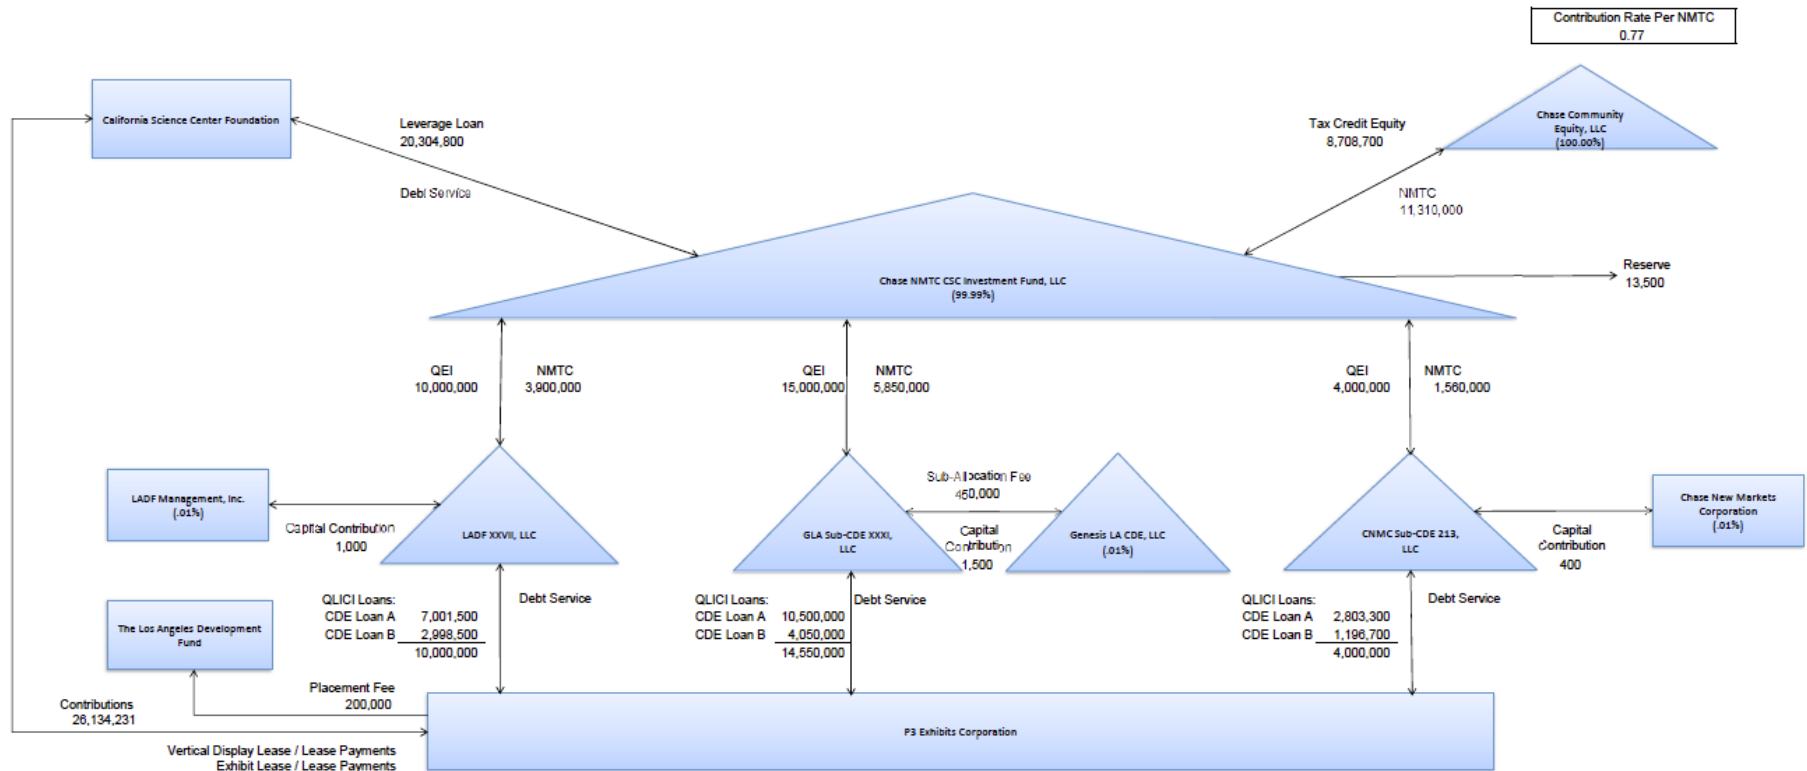 Contribution Rate Per NMTC
0.77
California Science Center Foundation
Leverage Loan
20,304,800
Debt Service
Tax Credit Equity
8,708,700
Chase Community
Equity, LLC
(100.00%)
NMTC
11,310,000
Chase NMTC CSC Investment Fund, LLC
(99.99%)
Reserve
13,500
QEI
10,000,000
NMTC
3,900,000
QEI
15,000,000
NMTC
5,850,000
QEI
4,000,000
NMTC
1,560,000
LADF Management, Inc.
(.01%)
Capital Contribution
1,000
LADF XXVII, LLC
Sub-Allocation Fee
450,000
GLA Sub-CDE XXXI,
LLC
Capital
Contribution
1,500
Genesis LA CDE, LLC
(.01%)
CNMC Sub-CDE 213,
LLC
Capital
Contribution
400
Chase New Markets
Corporation
(.01%)
QLICI Loans:
CDE Loan A 7,001,500
CDE Loan B 2,998,500
10,000,000
Debt Service
QLICI Loans:
CDE Loan A 10,500,000
CDE Loan B 4,050,000
14,550,000
Debt Service
QLICI Loans:
CDE Loan A 2,803,300
CDE Loan B 1,196,700
4,000,000
Debt Service
The Los Angeles Development
Fund
Placement Fee
200,000
Contributions
26,134,231
P3 Exhibits Corporation
Vertical Display Lease / Lease Payments
Exhibit Lease / Lease Payments